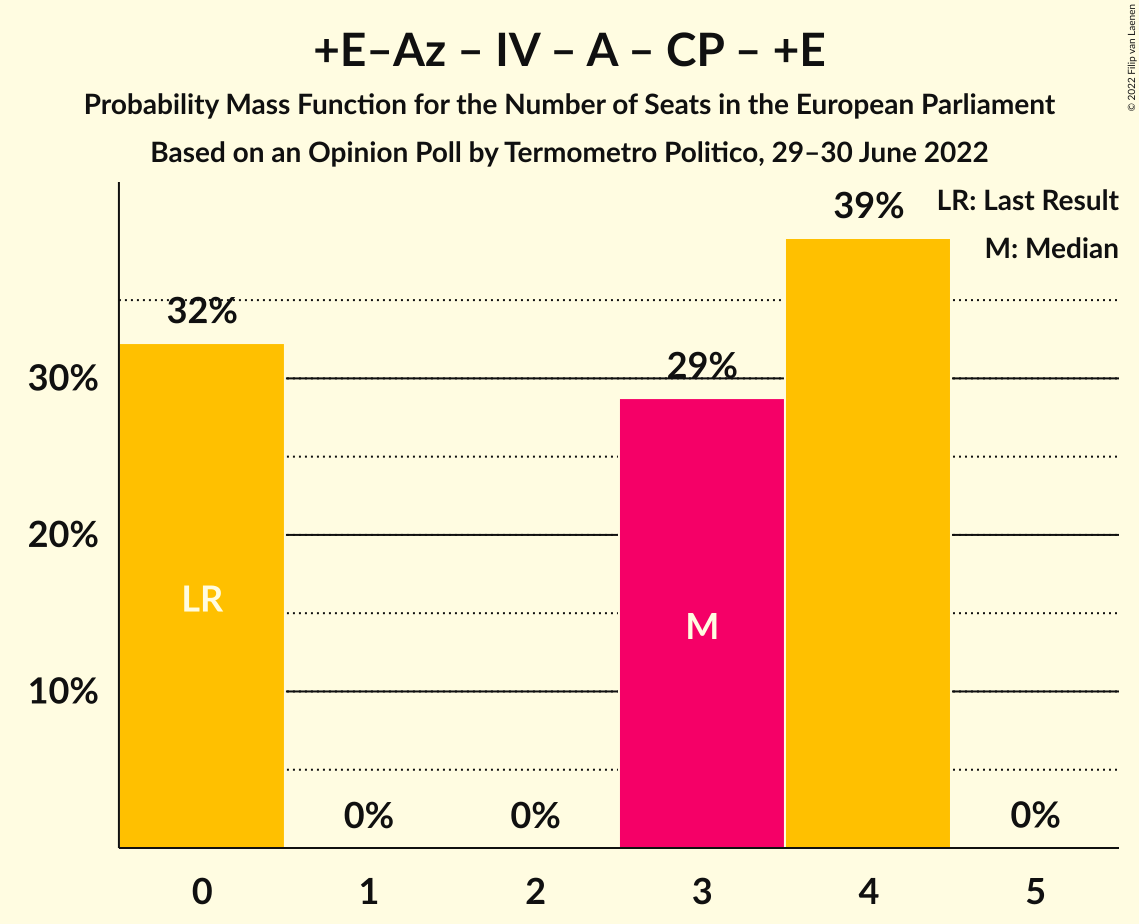 +E–Az – IV – A – CP – +E
Probability Mass Function for the Number of Seats in the European Parliament
Based on an Opinion Poll by Termometro Politico, 29–30 June 2022
© 2022 Filip van Laenen
LR: Last Result
M: Median
39%
32%
29%
30%
20%
10%
LR
M
0%
0%
0%
0
1
2
3
4
5